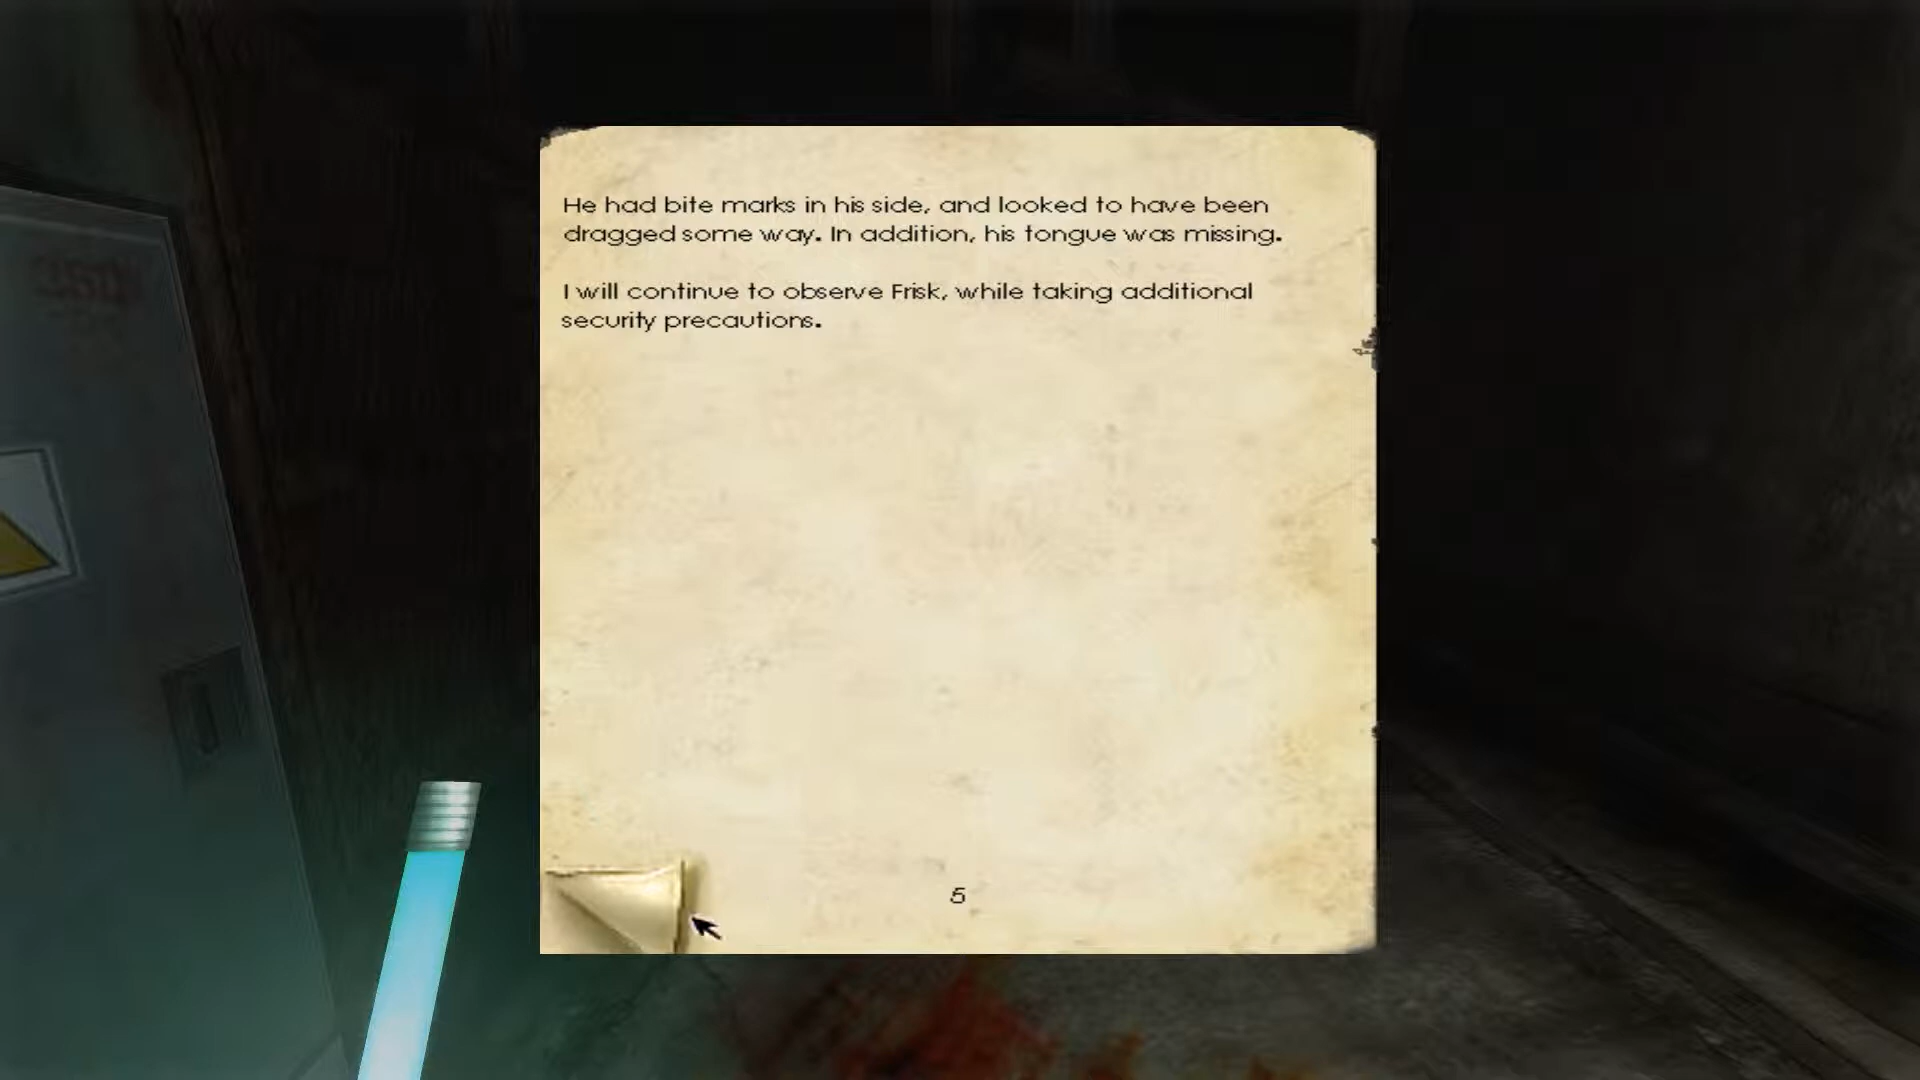 He had bite marks in his side, and looked to have been
dragged some way. In addition, his tongue was missing.
I will continue to observe Frisk, while taking additional
security precautions.
5